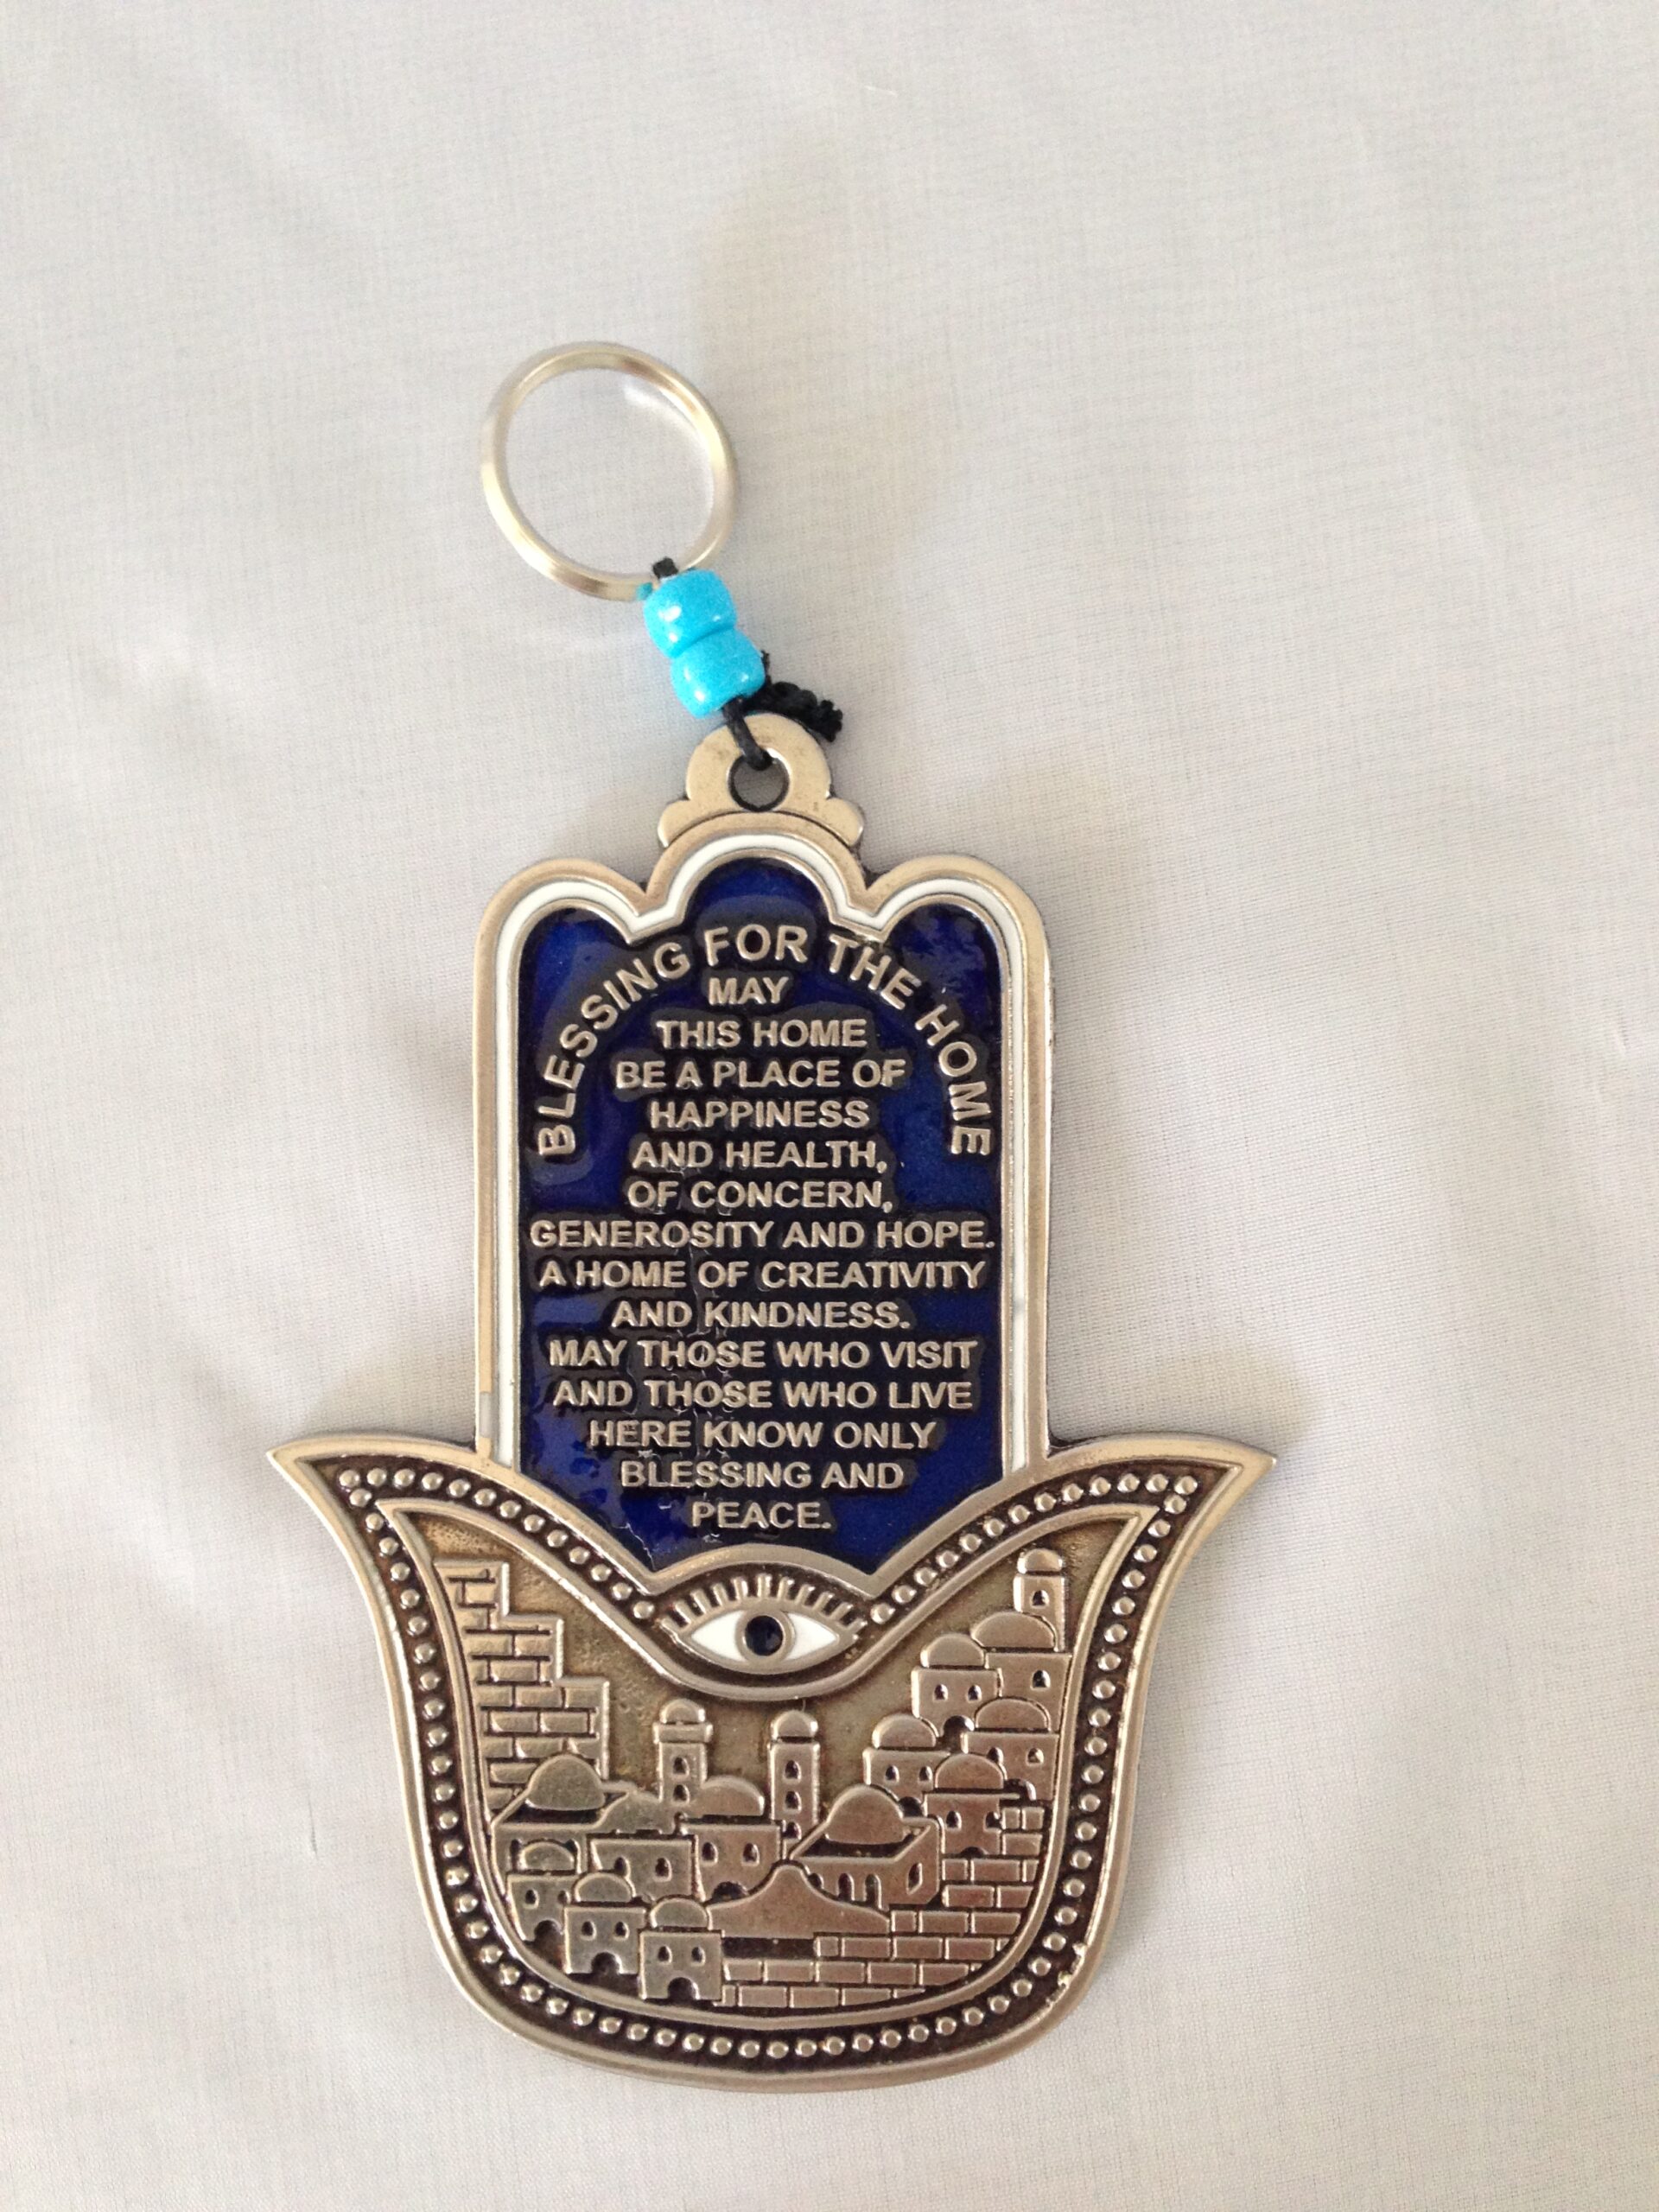 BLESSING FOR THE HOME
MAY
THIS HOME
BE A PLACE OF
HAPPINESS
AND HEALTH,
OF CONCERN,
GENEROSITY AND HOPE.
A HOME OF CREATIVITY
AND KINDNESS.
MAY THOSE WHO VISIT
AND THOSE WHO LIVE
HERE KNOW ONLY
BLESSING AND
PEACE.